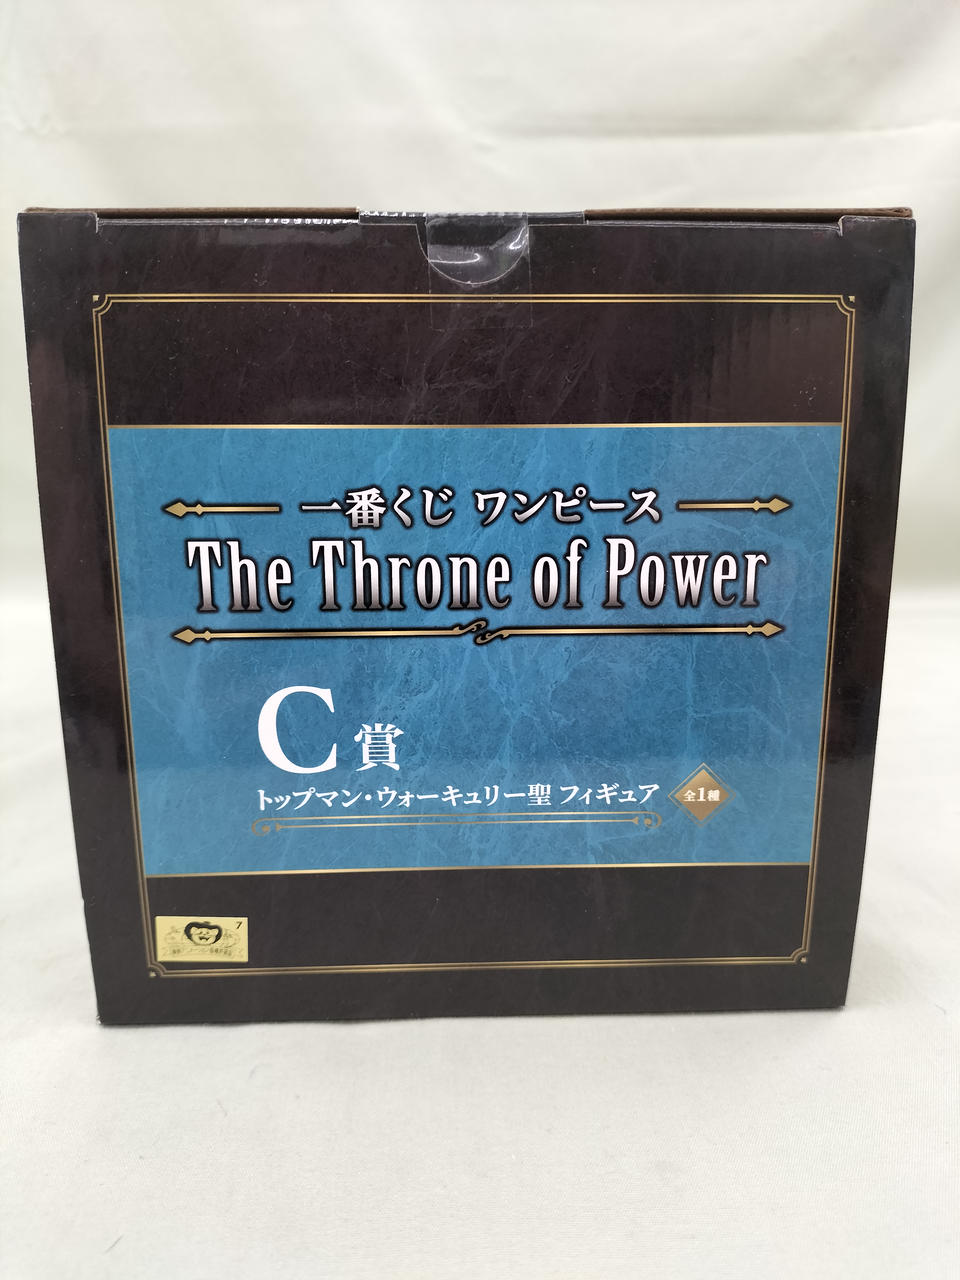 一番くじ ワンピース
The Throne of Power
C賞
トップマン・ウォーキュリー聖 フィギュア
全1種
7